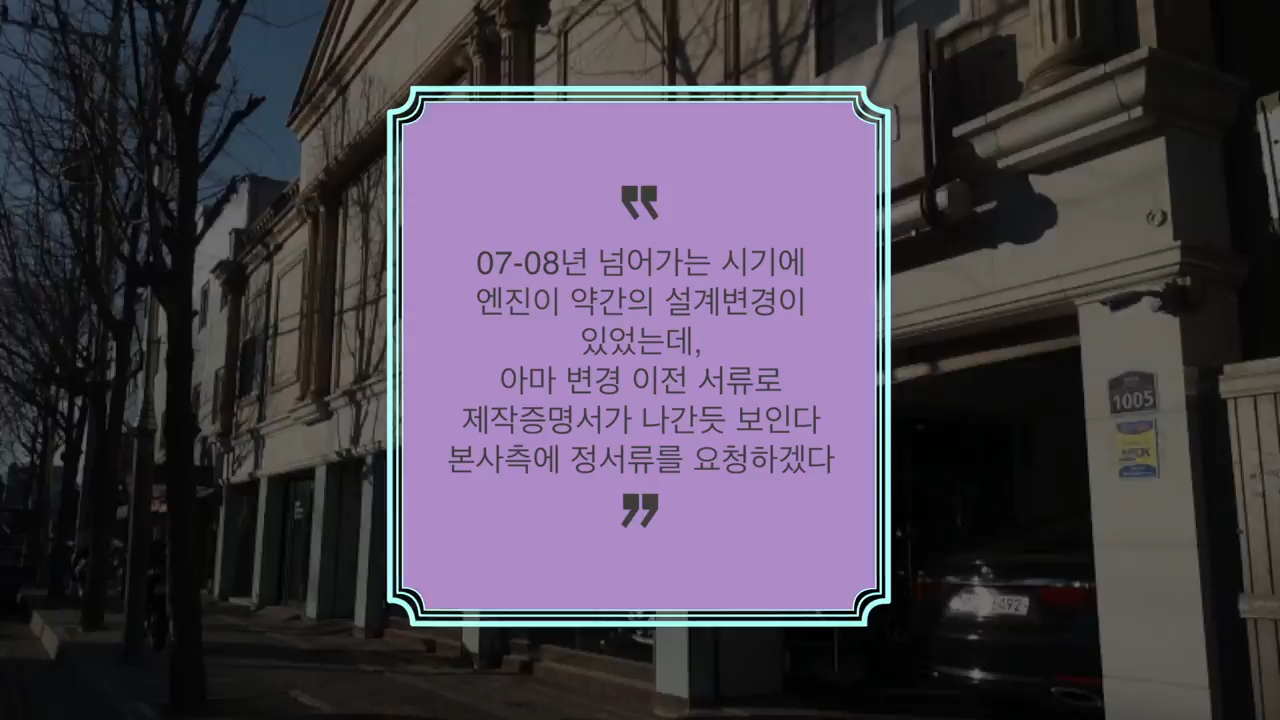 ❞
07-08년 넘어가는 시기에
엔진이 약간의 설계변경이
있었는데,
아마 변경 이전 서류로
제작증명서가 나간듯 보인다
본사측에 정서류를 요청하겠다
❞
1005